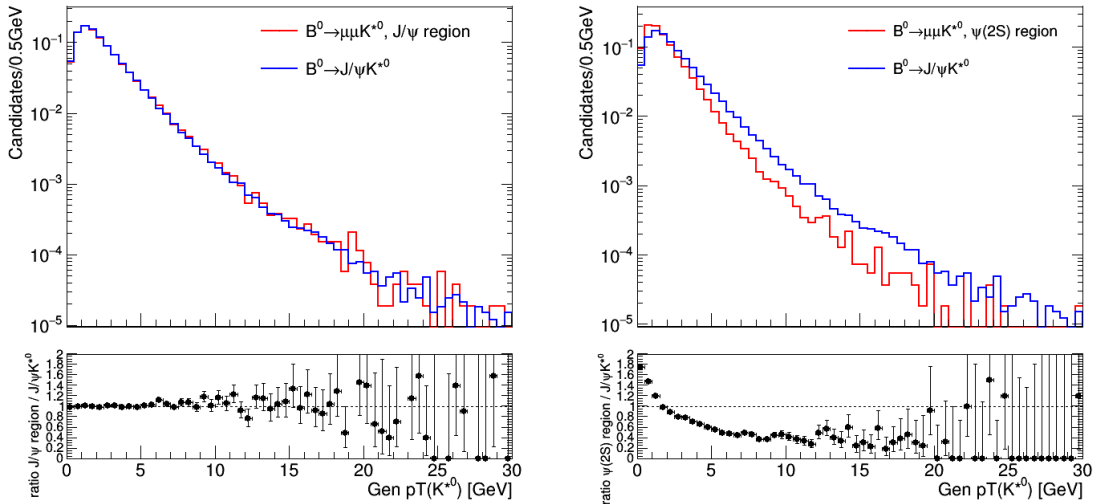 Candidates/0.5GeV
B⁰→μμK*⁰, J/ψ region
B⁰→J/ψK*⁰
10⁻¹
10⁻²
10⁻³
10⁻⁴
10⁻⁵
ratio J/ψ region / J/ψK*⁰
2
1.8
1.6
1.4
1.2
1
0.8
0.6
0.4
0.2
0
0 5 10 15 20 25 30
Gen pT(K*⁰) [GeV]
Candidates/0.5GeV
B⁰→μμK*⁰, ψ(2S) region
B⁰→J/ψK*⁰
10⁻¹
10⁻²
10⁻³
10⁻⁴
10⁻⁵
ratio ψ(2S) region / J/ψK*⁰
2
1.8
1.6
1.4
1.2
1
0.8
0.6
0.4
0.2
0
0 5 10 15 20 25 30
Gen pT(K*⁰) [GeV]